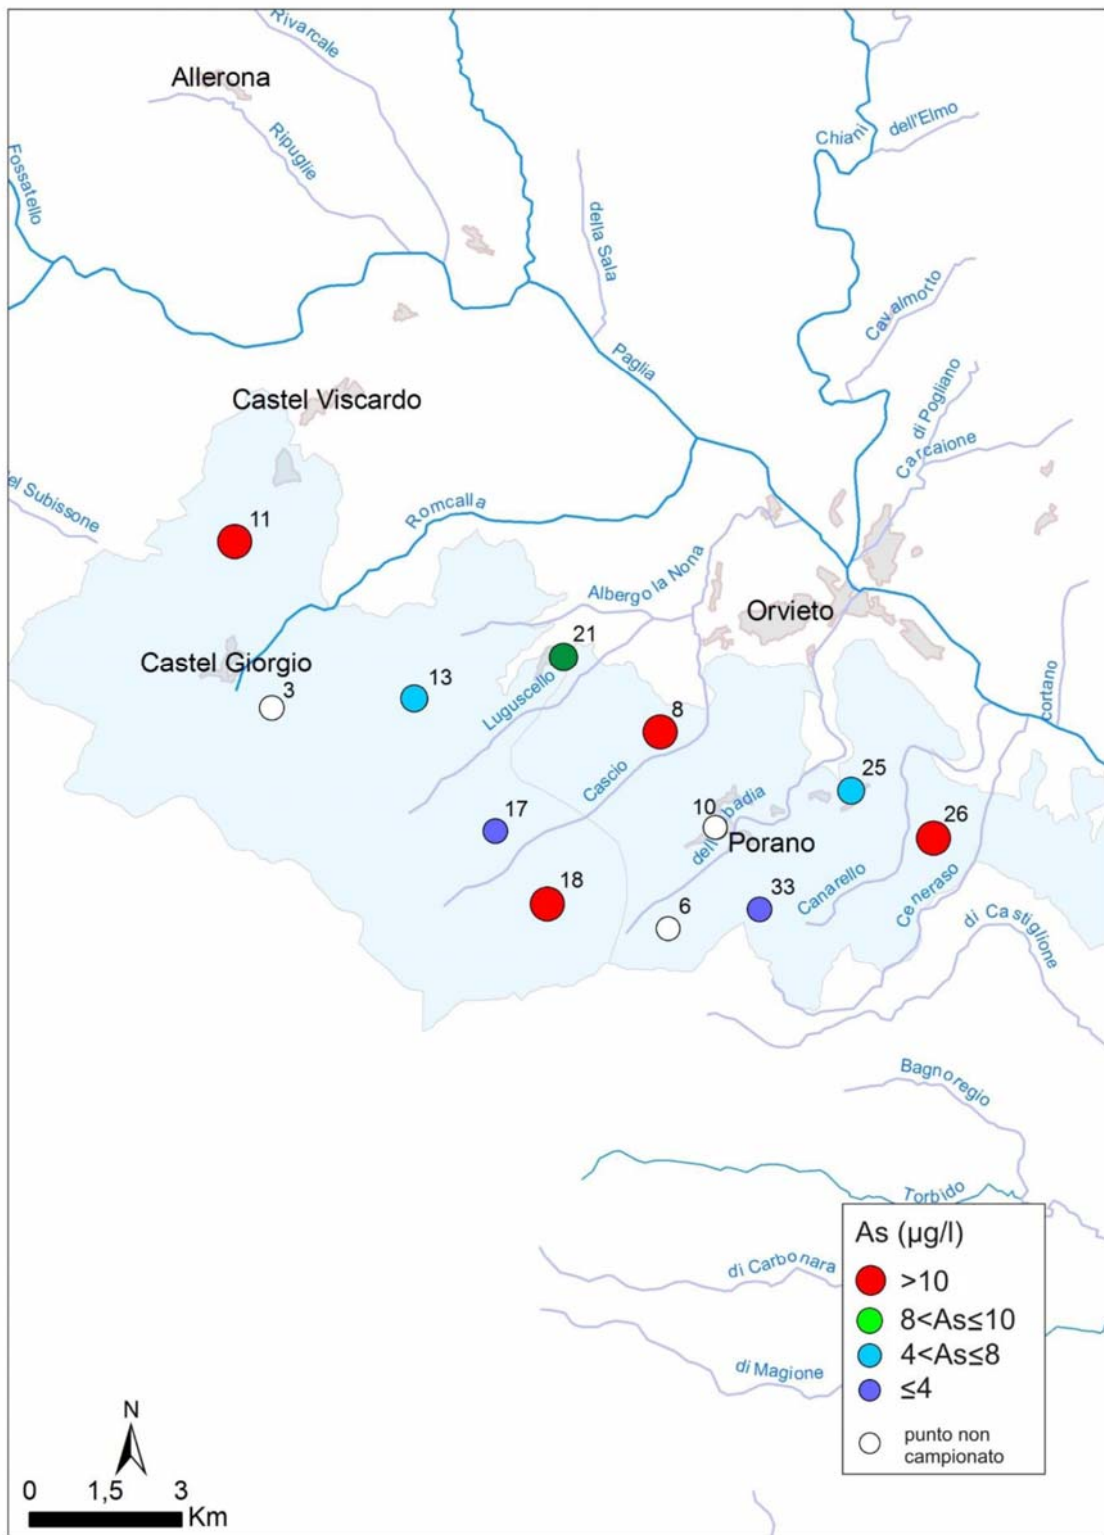 Rivarcale
Allerona
Ripuglie
Fossatello
Chiani
dell'Elmo
della Sala
Cavalmorto
Paglia
di Pogliano
Carcaione
Castel Viscardo
el Subissone
Romcalla
11
Albergo la Nona
Orvieto
21
Castel Giorgio
3
13
Luguscello
8
cortano
Cascio
25
17
10
dell badia
Porano
26
18
6
33
Canarello
Ceneraso
di Castiglione
Bagnoregio
Torbido
di Carbonara
di Magione
As (µg/l)
>10
8<As≤10
4<As≤8
≤4
punto non
campionato
N
0 1,5 3
Km